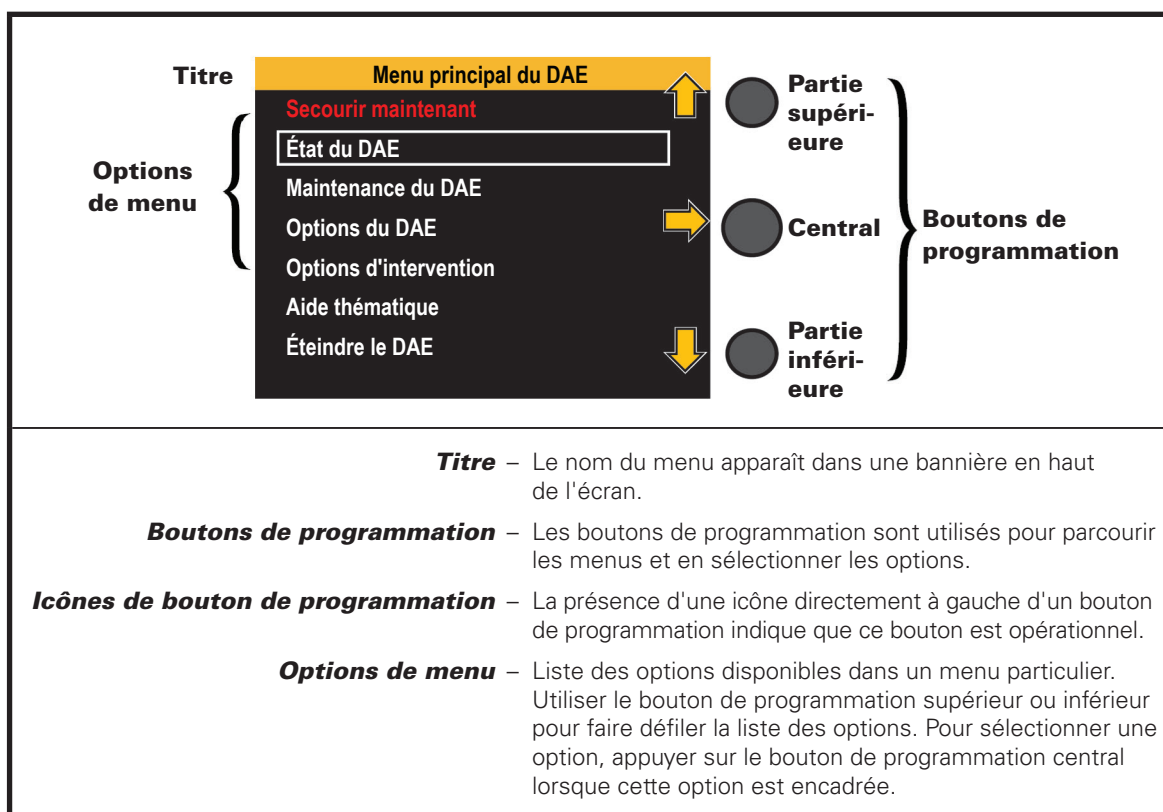 Titre
Menu principal du DAE
Secourir maintenant
État du DAE
Maintenance du DAE
Options du DAE
Options d'intervention
Aide thématique
Éteindre le DAE
Options
de menu
Partie
supéri-
eure
Central
Partie
inféri-
eure
Boutons de
programmation
Titre – Le nom du menu apparaît dans une bannière en haut
de l'écran.
Boutons de programmation – Les boutons de programmation sont utilisés pour parcourir
les menus et en sélectionner les options.
Icônes de bouton de programmation – La présence d'une icône directement à gauche d'un bouton
de programmation indique que ce bouton est opérationnel.
Options de menu – Liste des options disponibles dans un menu particulier.
Utiliser le bouton de programmation supérieur ou inférieur
pour faire défiler la liste des options. Pour sélectionner une
option, appuyer sur le bouton de programmation central
lorsque cette option est encadrée.